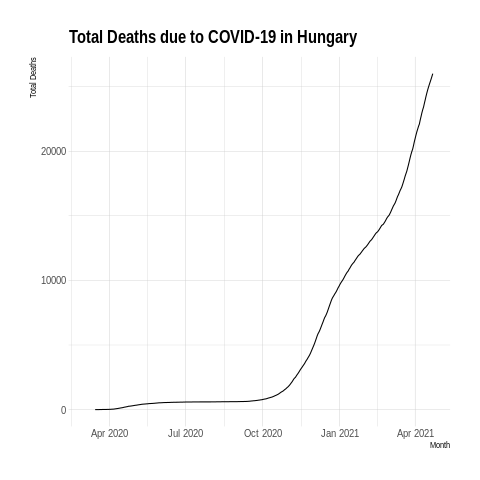 Total Deaths due to COVID-19 in Hungary
Total Deaths
20000
10000
0
Apr 2020 Jul 2020 Oct 2020 Jan 2021 Apr 2021
Month